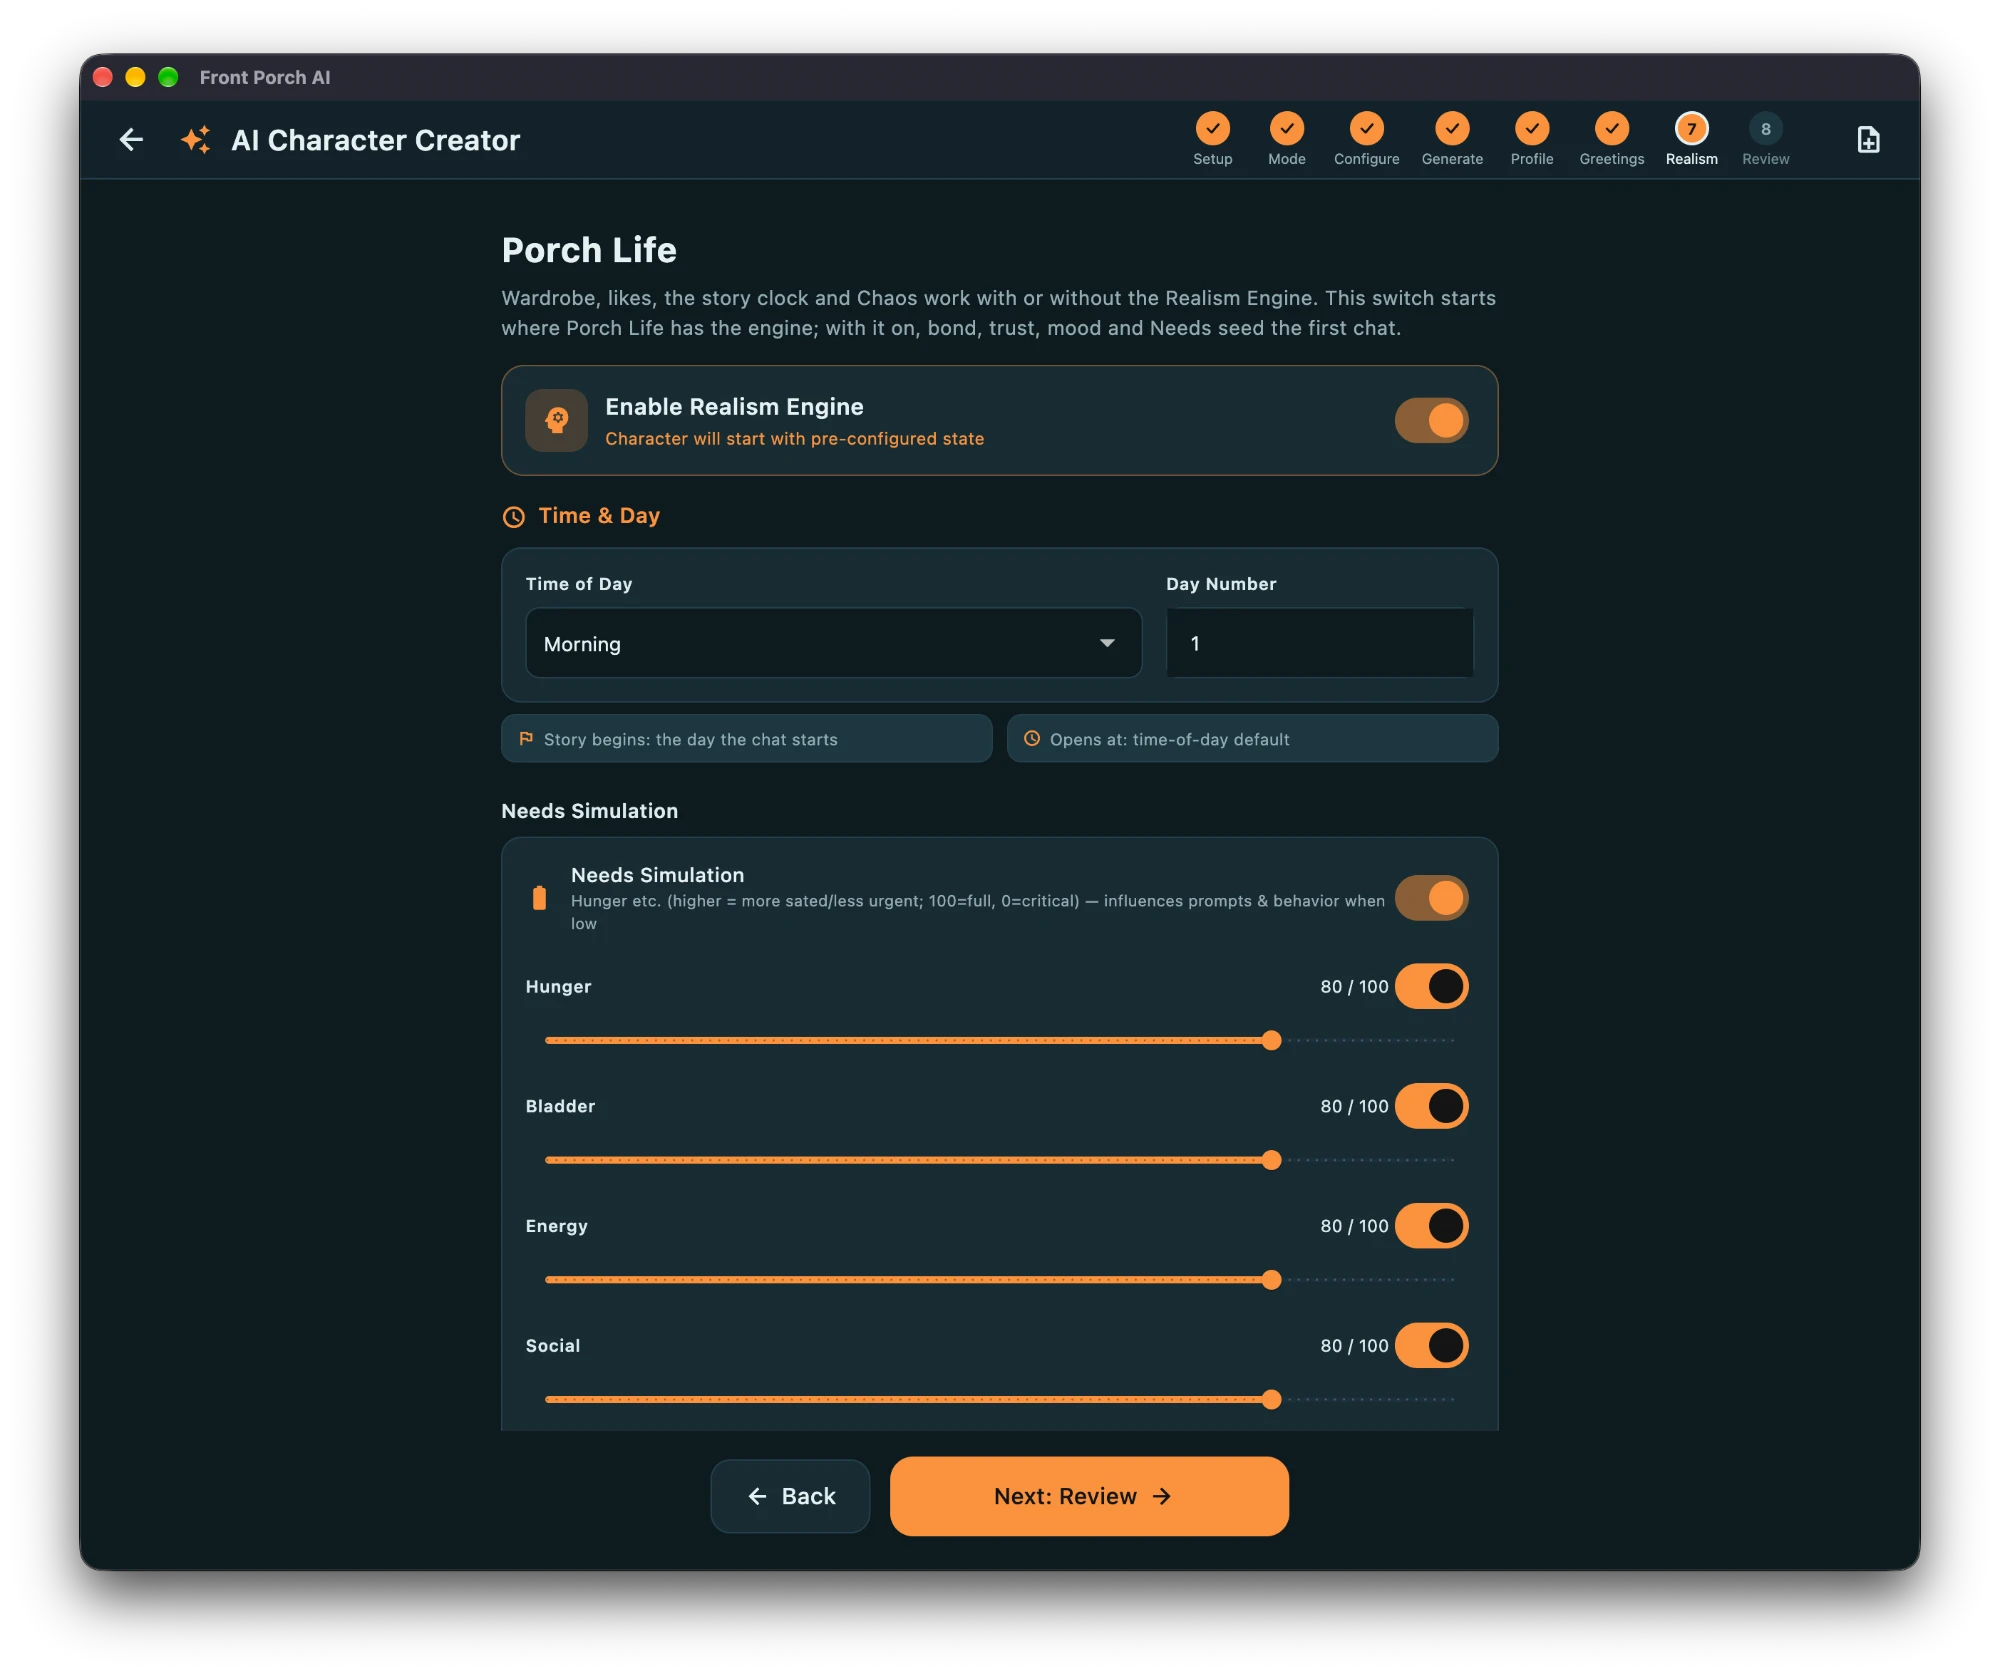 Front Porch AI
AI Character Creator
Setup
Mode
Configure
Generate
Profile
Greetings
7
Realism
8
Review
Porch Life
Wardrobe, likes, the story clock and Chaos work with or without the Realism Engine. This switch starts
where Porch Life has the engine; with it on, bond, trust, mood and Needs seed the first chat.
Enable Realism Engine
Character will start with pre-configured state
Time & Day
Time of Day
Day Number
Morning
1
Story begins: the day the chat starts
Opens at: time-of-day default
Needs Simulation
Needs Simulation
Hunger etc. (higher = more sated/less urgent; 100=full, 0=critical) — influences prompts & behavior when
low
Hunger
80 / 100
Bladder
80 / 100
Energy
80 / 100
Social
80 / 100
Back
Next: Review